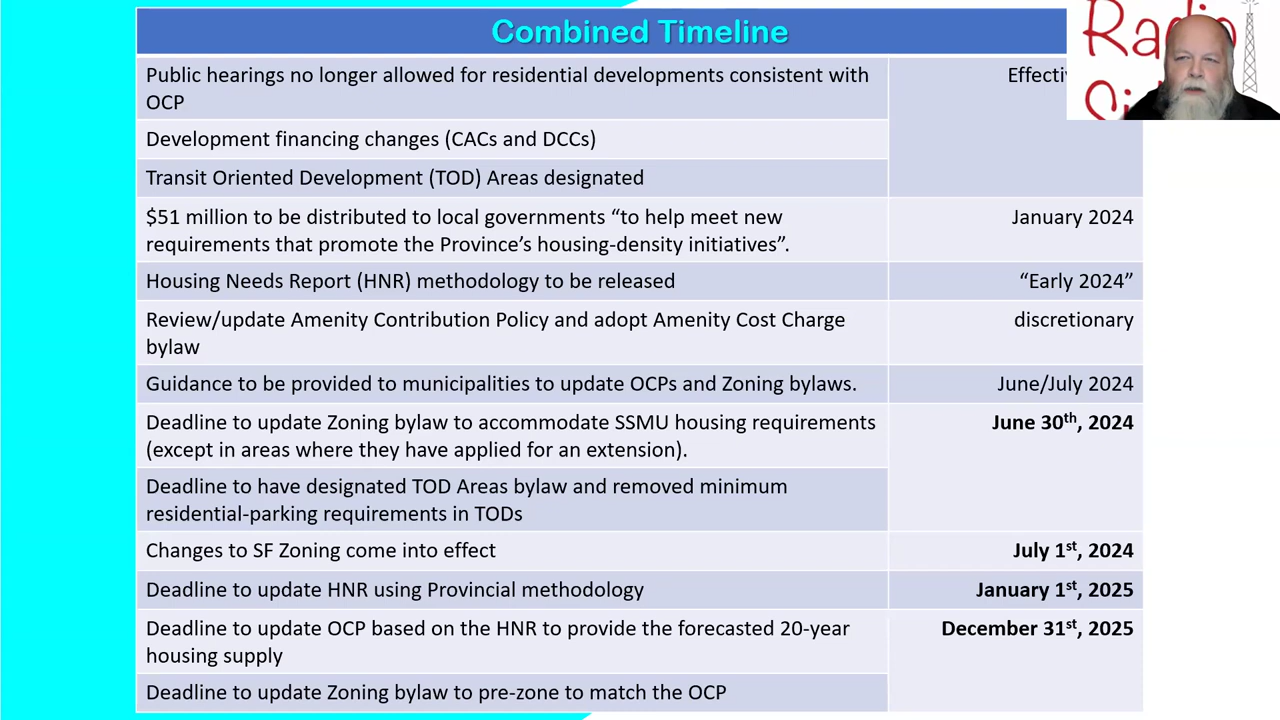 Combined Timeline
Public hearings no longer allowed for residential developments consistent with
OCP
Development financing changes (CACs and DCCs)
Transit Oriented Development (TOD) Areas designated
$51 million to be distributed to local governments “to help meet new
January 2024
requirements that promote the Province’s housing-density initiatives”.
Housing Needs Report (HNR) methodology to be released
“Early 2024”
Review/update Amenity Contribution Policy and adopt Amenity Cost Charge
discretionary
bylaw
Guidance to be provided to municipalities to update OCPs and Zoning bylaws.
June/July 2024
Deadline to update Zoning bylaw to accommodate SSMU housing requirements
June 30th, 2024
(except in areas where they have applied for an extension).
Deadline to have designated TOD Areas bylaw and removed minimum
residential-parking requirements in TODs
Changes to SF Zoning come into effect
July 1st, 2024
Deadline to update HNR using Provincial methodology
January 1st, 2025
Deadline to update OCP based on the HNR to provide the forecasted 20-year
December 31st, 2025
housing supply
Deadline to update Zoning bylaw to pre-zone to match the OCP